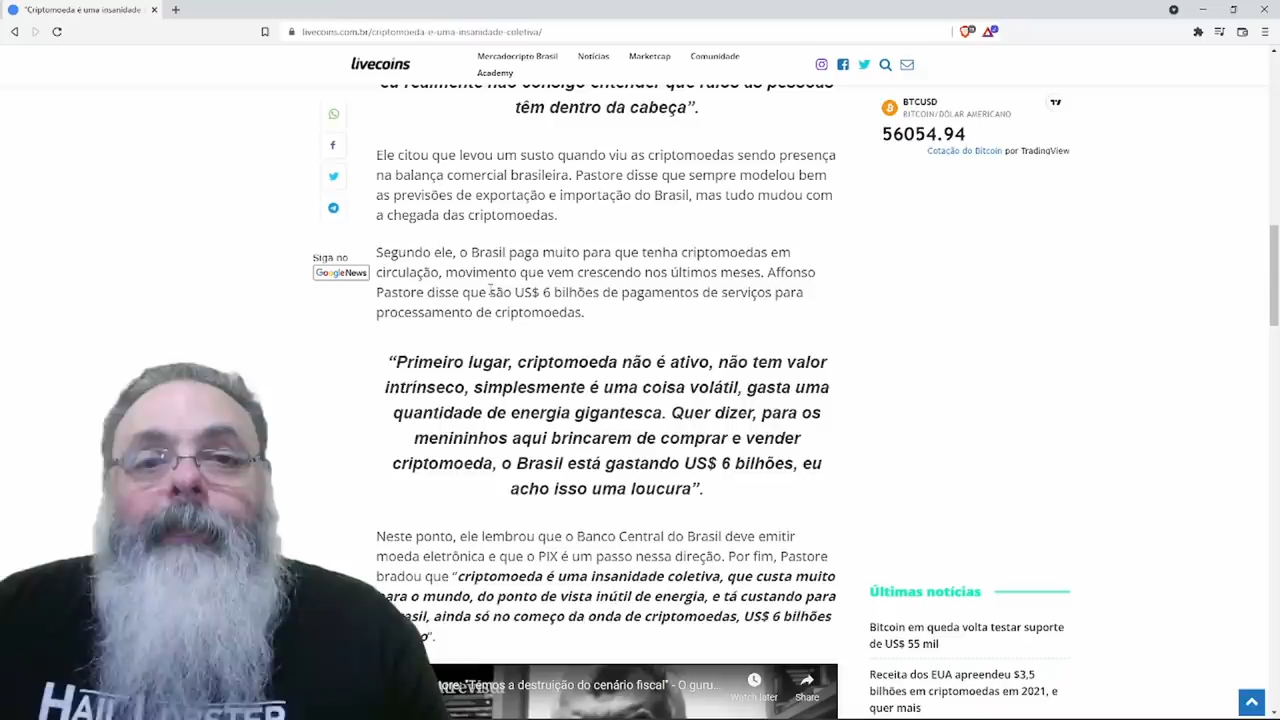 "Criptomoeda é uma insanidade
livecoins.com.br/criptomoeda-e-uma-insanidade-coletiva/
livecoins
Mercadocripto Brasil Notícias Marketcap Comunidade
Academy
têm dentro da cabeça”.
Ele citou que levou um susto quando viu as criptomoedas sendo presença
na balança comercial brasileira. Pastore disse que sempre modelou bem
as previsões de exportação e importação do Brasil, mas tudo mudou com
a chegada das criptomoedas.
Segundo ele, o Brasil paga muito para que tenha criptomoedas em
circulação, movimento que vem crescendo nos últimos meses. Affonso
Pastore disse que são US$ 6 bilhões de pagamentos de serviços para
processamento de criptomoedas.
“Primeiro lugar, criptomoeda não é ativo, não tem valor
intrínseco, simplesmente é uma coisa volátil, gasta uma
quantidade de energia gigantesca. Quer dizer, para os
menininhos aqui brincarem de comprar e vender
criptomoeda, o Brasil está gastando US$ 6 bilhões, eu
acho isso uma loucura”.
Neste ponto, ele lembrou que o Banco Central do Brasil deve emitir
moeda eletrônica e que o PIX é um passo nessa direção. Por fim, Pastore
bradou que “criptomoeda é uma insanidade coletiva, que custa muito
para o mundo, do ponto de vista inútil de energia, e tá custando para
ainda só no começo da onda de criptomoedas, US$ 6 bilhões
"Temos a destruição do cenário fiscal" - O guru...
Watch later Share
Siga no
Google News
BTCUSD
BITCOIN/DÓLAR AMERICANO
56054.94
Cotação do Bitcoin por TradingView
Últimas notícias
Bitcoin em queda volta testar suporte
de US$ 55 mil
Receita dos EUA apreendeu $3,5
bilhões em criptomoedas em 2021, e
quer mais